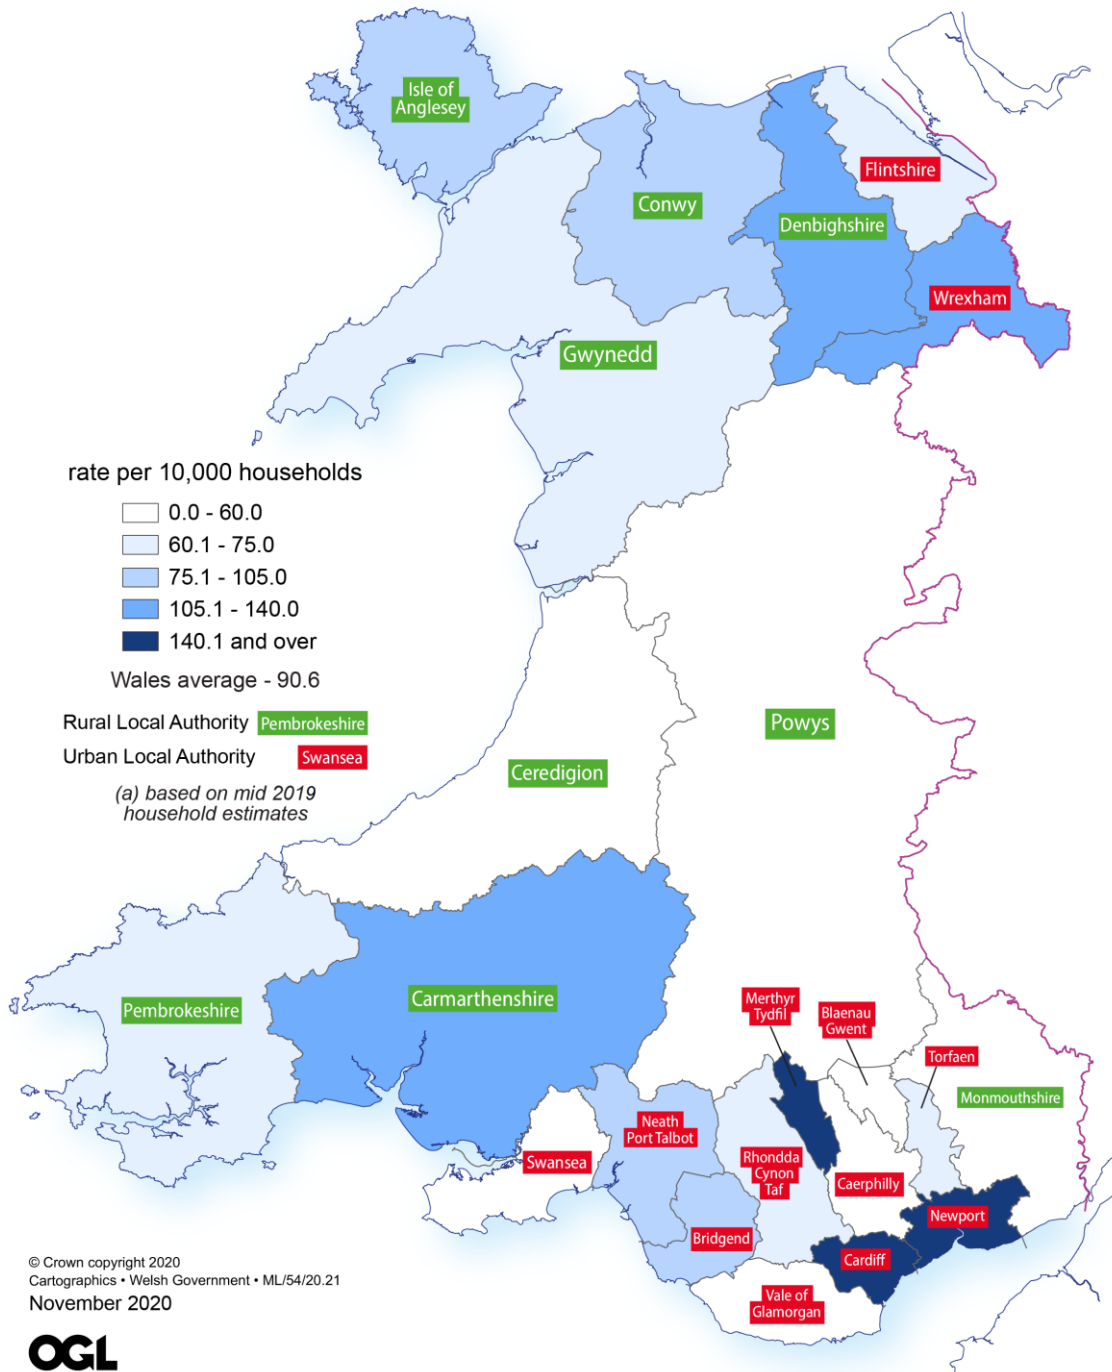 Isle of
Anglesey
Flintshire
Conwy
Denbighshire
Wrexham
Gwynedd
rate per 10,000 households
0.0 - 60.0
60.1 - 75.0
75.1 - 105.0
105.1 - 140.0
140.1 and over
Wales average - 90.6
Rural Local Authority Pembrokeshire
Urban Local Authority Swansea
(a) based on mid 2019
household estimates
Powys
Ceredigion
Carmarthenshire
Pembrokeshire
Merthyr
Tydfil
Blaenau
Gwent
Torfaen
Monmouthshire
Neath
Port Talbot
Rhondda
Cynon
Taf
Swansea
Caerphilly
Newport
Bridgend
Cardiff
Vale of
Glamorgan
© Crown copyright 2020
Cartographics • Welsh Government • ML/54/20.21
November 2020
OGL